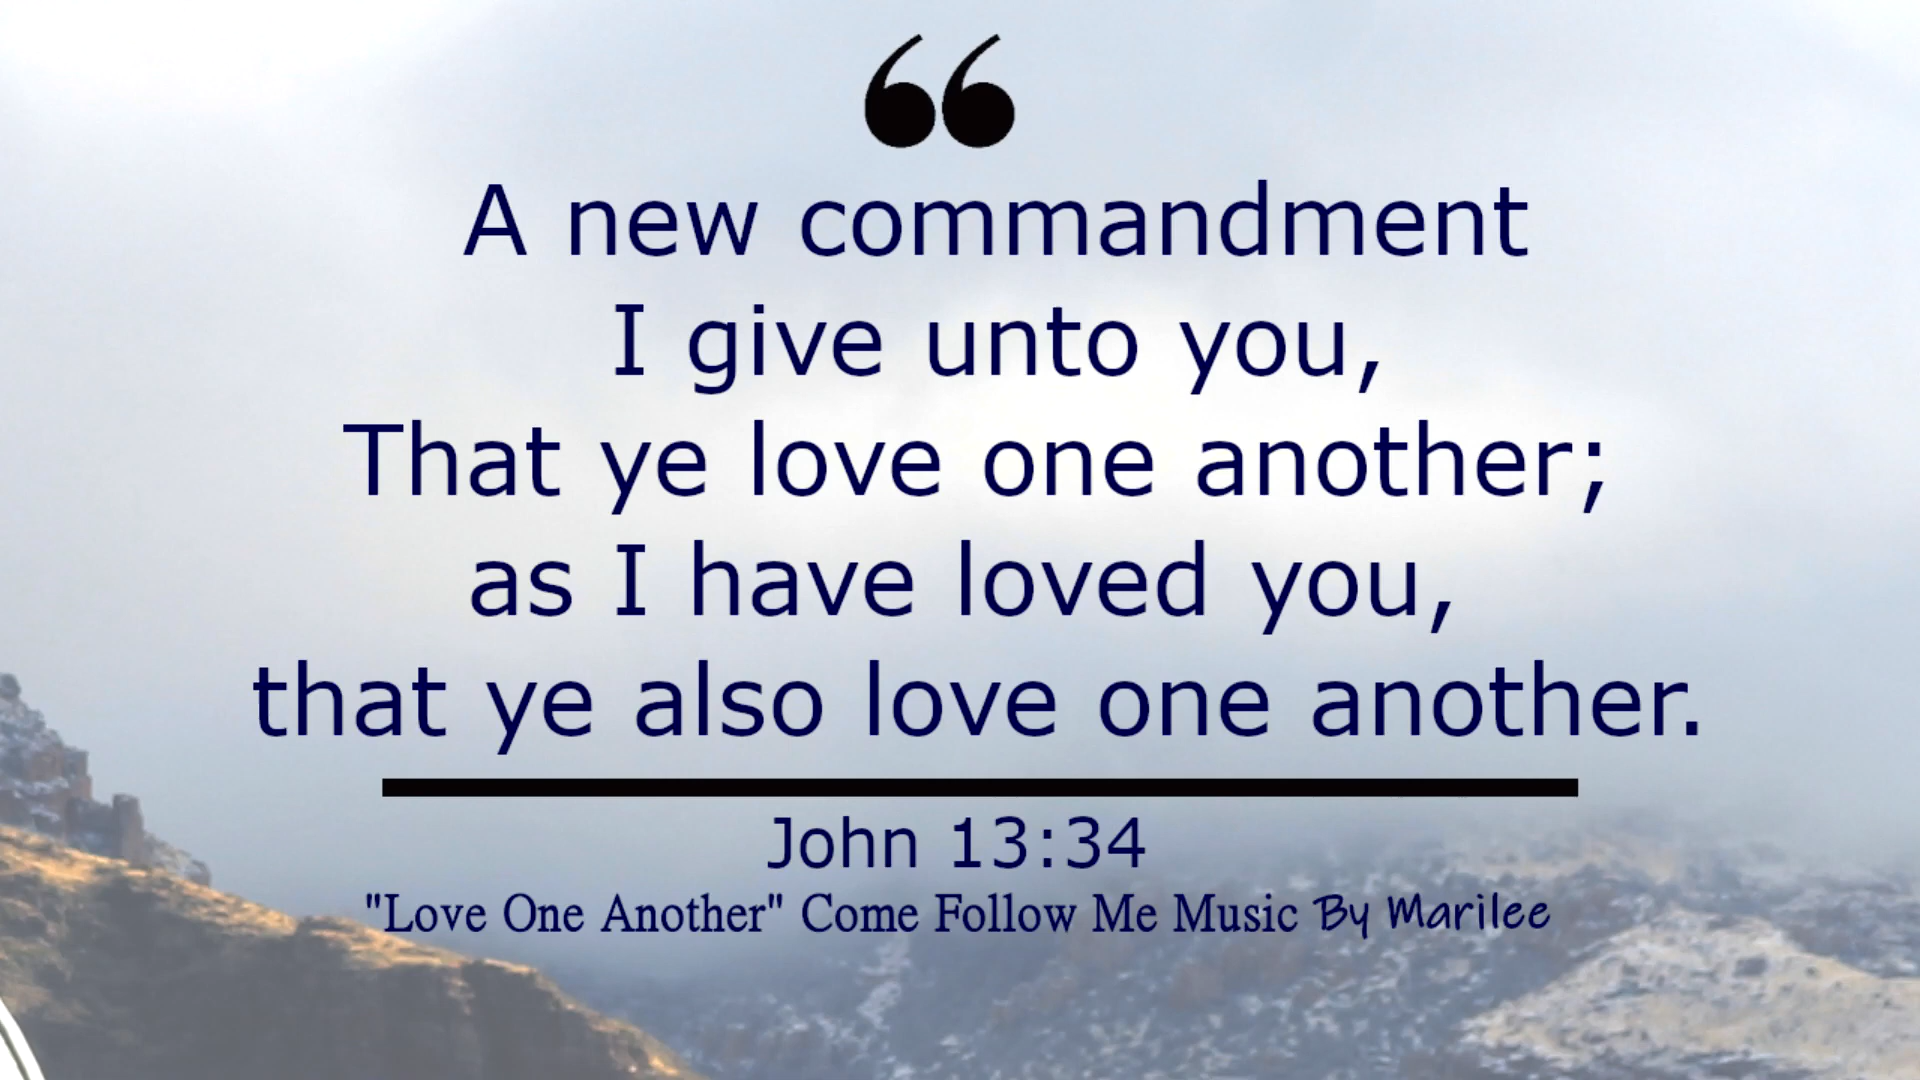 “
A new commandment
I give unto you,
That ye love one another;
as I have loved you,
that ye also love one another.
John 13:34
"Love One Another" Come Follow Me Music By Marilee